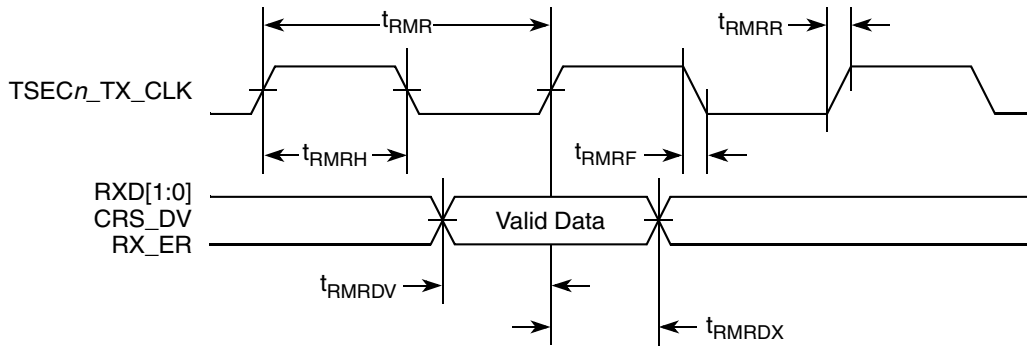 tRMR
tRMRR
TSECn_TX_CLK
tRMRH
tRMRF
RXD[1:0]
CRS_DV
RX_ER
Valid Data
tRMRDV
tRMRDX